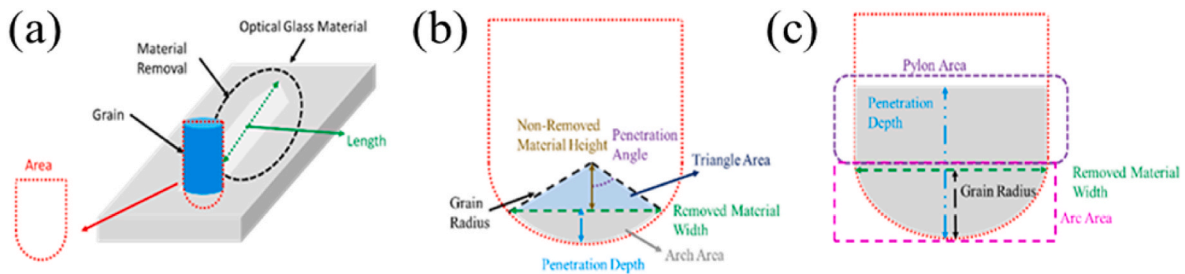 (a)
Optical Glass Material
Material
Removal
Grain
Length
Area
(b)
Non-Removed
Material Height
Penetration
Angle
Triangle Area
Grain
Radius
Removed Material
Width
Arch Area
Penetration Depth
(c)
Pylon Area
Penetration
Depth
Removed Material
Width
Grain Radius
Arc Area